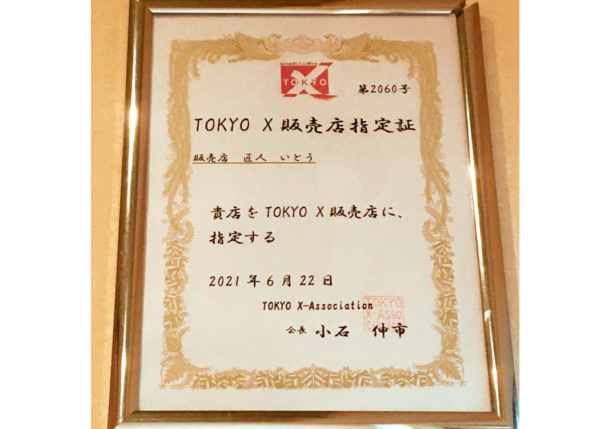 TOKYO
第2060号
TOKYO X 販売店指定証
販売店 匠人 いとう
貴店をTOKYO X販売店に、
指定する
2021年6月22日
TOKYO X-Association
TOKYO
X-Asso
会長 小石 伸市